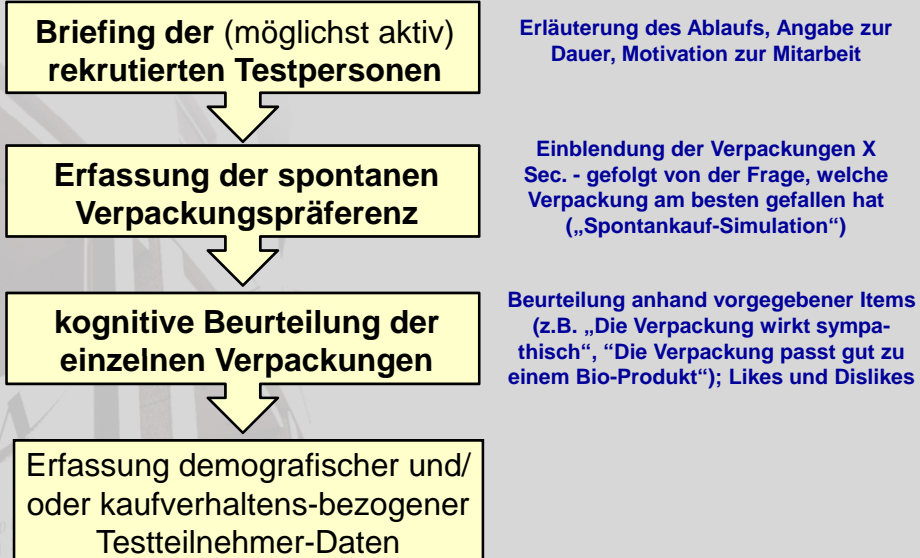 Briefing der (möglichst aktiv)
rekrutierten Testpersonen
Erläuterung des Ablaufs, Angabe zur
Dauer, Motivation zur Mitarbeit
Erfassung der spontanen
Verpackungspräferenz
Einblendung der Verpackungen X
Sec. - gefolgt von der Frage, welche
Verpackung am besten gefallen hat
(„Spontankauf-Simulation“)
kognitive Beurteilung der
einzelnen Verpackungen
Beurteilung anhand vorgegebener Items
(z.B. „Die Verpackung wirkt sympa-
thisch“, “Die Verpackung passt gut zu
einem Bio-Produkt“); Likes und Dislikes
Erfassung demografischer und/
oder kaufverhaltens-bezogener
Testteilnehmer-Daten